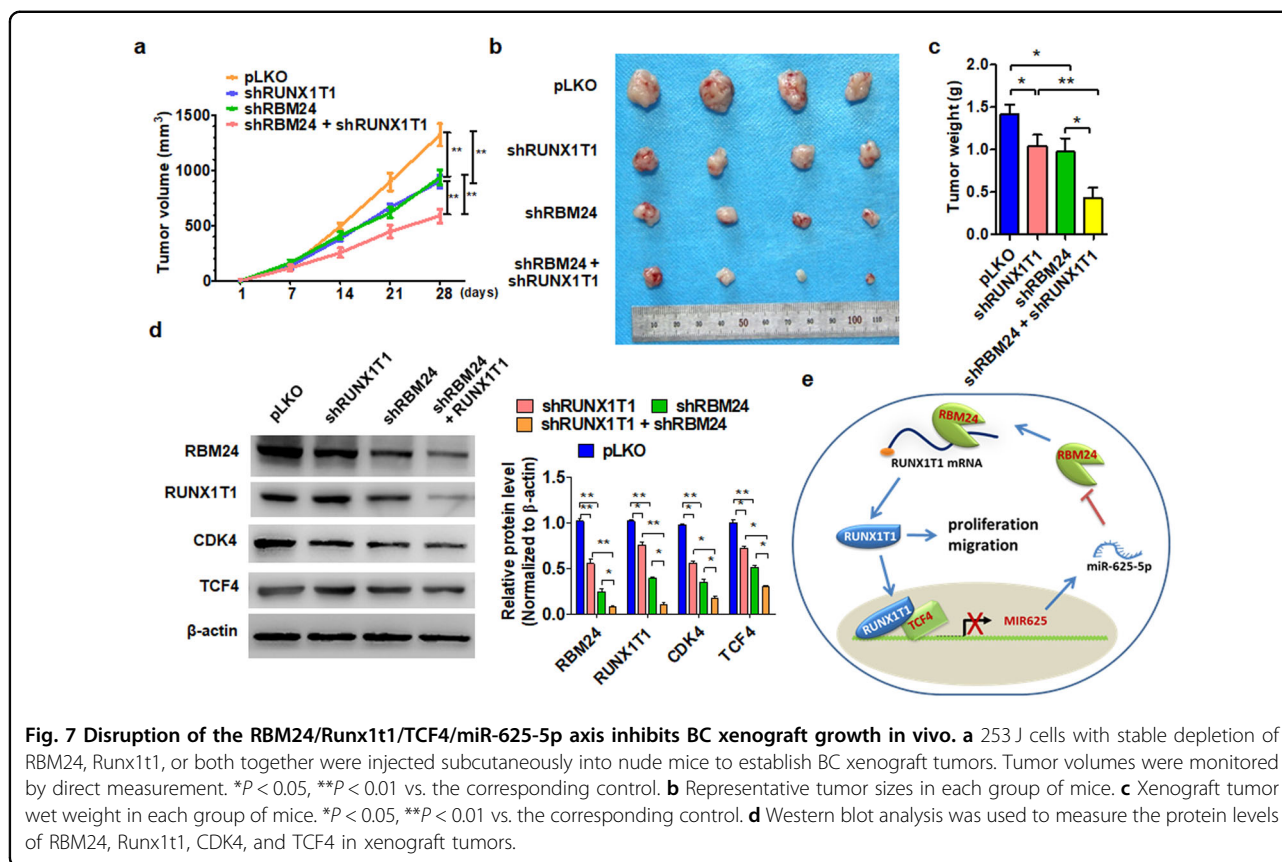 a
pLKO
shRUNX1T1
shRBM24
shRBM24 + shRUNX1T1
Tumor volume (mm3)
1500
1200
900
500
0
1 7 14 21 28 (days)
**
**
**
**
b
pLKO
shRUNX1T1
shRBM24
shRBM24 +
shRUNX1T1
10 50 100
c
Tumor weight (g)
2.0
1.5
1.0
0.5
0.0
*
* **
*
pLKO
shRUNX1T1
shRBM24
shRBM24 + shRUNX1T1
d
pLKO
shRUNX1T1
shRBM24
shRBM24
+ RUNX1T1
RBM24
RUNX1T1
CDK4
TCF4
β-actin
shRUNX1T1 shRBM24
shRUNX1T1 + shRBM24
pLKO
Relative protein level
(Normalized to β-actin)
1.5
1.0
0.5
0.0
** ** ** **
** * * *
** ** * *
* * * *
RBM24
RUNX1T1
CDK4
TCF4
e
RBM24
RUNX1T1 mRNA
RBM24
RUNX1T1
proliferation
migration
miR-625-5p
RUNX1T1
TCF4
MIR625
Fig. 7 Disruption of the RBM24/Runx1t1/TCF4/miR-625-5p axis inhibits BC xenograft growth in vivo. a 253 J cells with stable depletion of
RBM24, Runx1t1, or both together were injected subcutaneously into nude mice to establish BC xenograft tumors. Tumor volumes were monitored
by direct measurement. *P < 0.05, **P < 0.01 vs. the corresponding control. b Representative tumor sizes in each group of mice. c Xenograft tumor
wet weight in each group of mice. *P < 0.05, **P < 0.01 vs. the corresponding control. d Western blot analysis was used to measure the protein levels
of RBM24, Runx1t1, CDK4, and TCF4 in xenograft tumors.